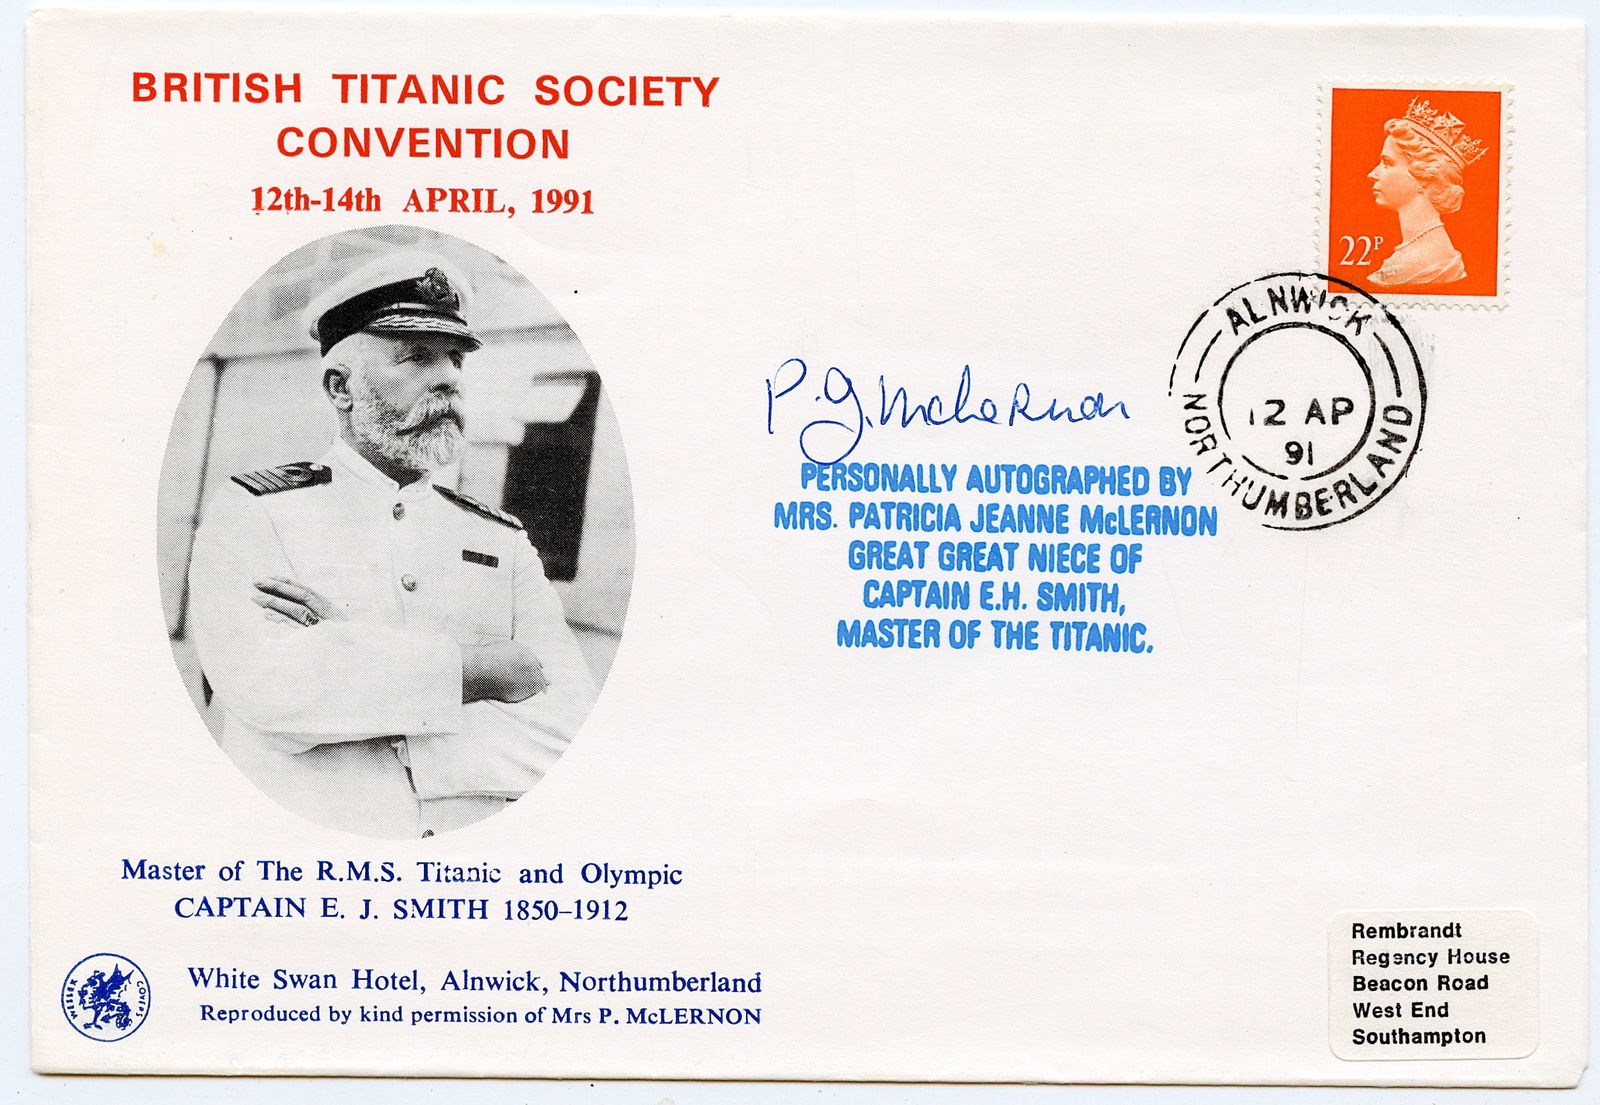 BRITISH TITANIC SOCIETY
CONVENTION
12th-14th APRIL, 1991
22P
ALNWICK
12 AP
91
NORTHUMBERLAND
P.J. McLernon
PERSONALLY AUTOGRAPHED BY
MRS. PATRICIA JEANNE McLERNON
GREAT GREAT NIECE OF
CAPTAIN E.H. SMITH,
MASTER OF THE TITANIC.
Master of The R.M.S. Titanic and Olympic
CAPTAIN E. J. SMITH 1850–1912
WESSEX COVERS
White Swan Hotel, Alnwick, Northumberland
Reproduced by kind permission of Mrs P. McLERNON
Rembrandt
Regency House
Beacon Road
West End
Southampton